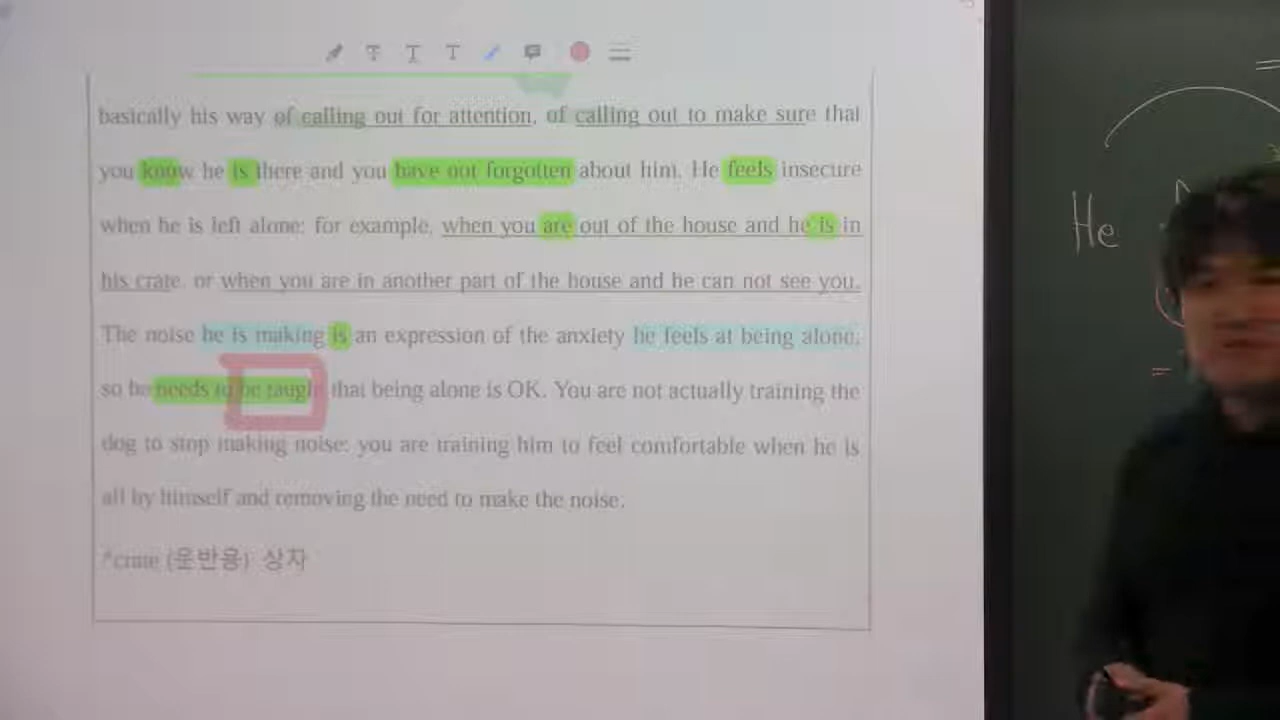 basically his way of calling out for attention, of calling out to make sure that
you know he is there and you have not forgotten about him. He feels insecure
when he is left alone: for example, when you are out of the house and he is in
his crate, or when you are in another part of the house and he can not see you.
The noise he is making is an expression of the anxiety he feels at being alone,
so he needs to be taught that being alone is OK. You are not actually training the
dog to stop making noise; you are training him to feel comfortable when he is
all by himself and removing the need to make the noise.
*crate (운반용) 상자
He